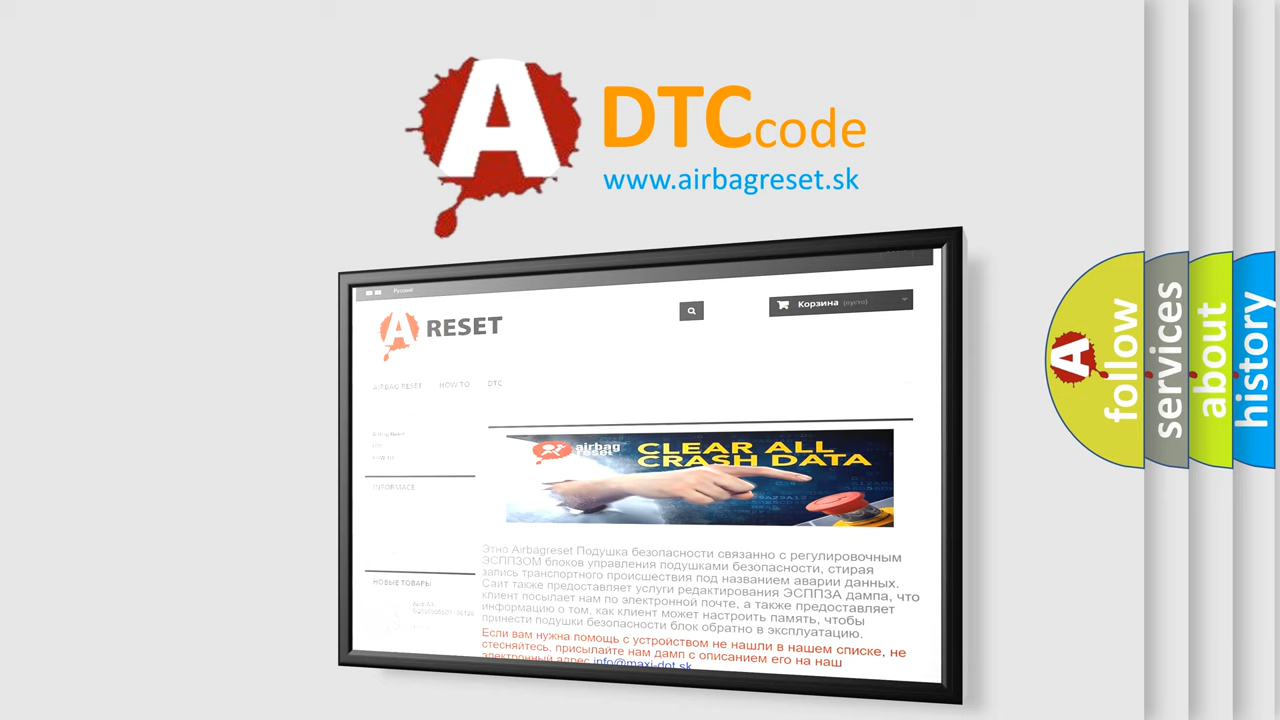 A DTCcode
www.airbagreset.sk
Русский
A RESET
Корзина (пусто)
AIRBAG RESET HOW TO DTC
Airbag Reset
HOW TO
INFORMACE
airbag
reset
CLEAR ALL
CRASH DATA
НОВЫЕ ТОВАРЫ
Этно Airbagreset Подушка безопасности связанно с регулировочным
ЭСППЗОМ блоков управления подушками безопасности, стирая
запись транспортного происшествия под названием аварии данных.
Сайт также предоставляет услуги редактирования ЭСППЗА дампа, что
клиент посылает нам по электронной почте, а также предоставляет
информацию о том, как клиент может настроить память, чтобы
принести подушки безопасности блок обратно в эксплуатацию.
Если вам нужна помощь с устройством не нашли в нашем списке, не
стесняйтесь, присылайте нам дамп с описанием его на наш
электронный адрес info@maxi-dot.sk
A follow
services
about
history